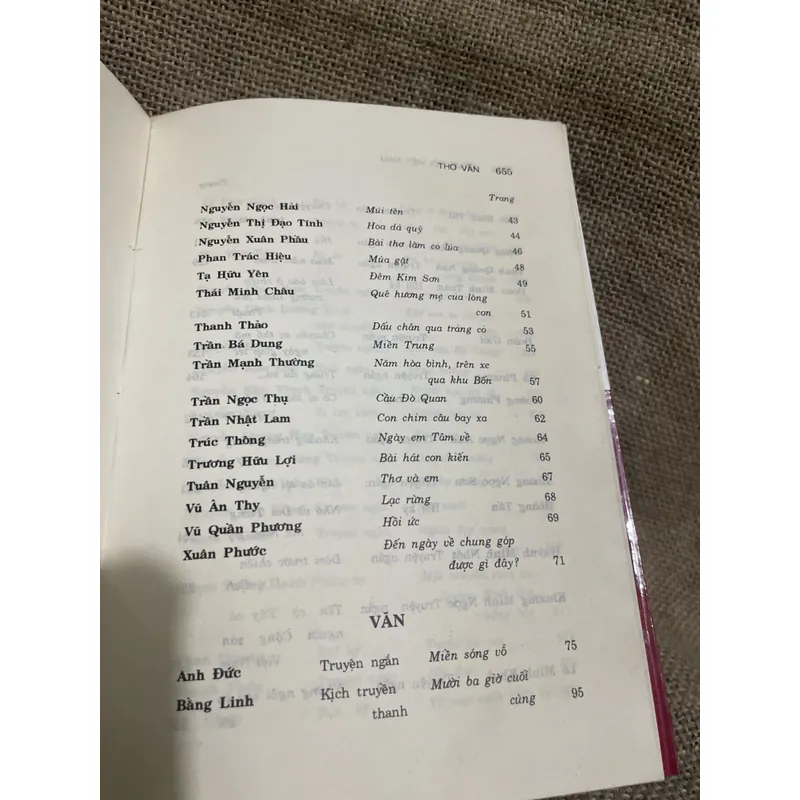 THƠ VĂN 655
Trang
Nguyễn Ngọc Hải Mũi tên 43
Nguyễn Thị Đạo Tĩnh Hoa dã quỳ 44
Nguyễn Xuân Phầu Bài thơ làm cỏ lúa 46
Phan Trác Hiệu Mùa gặt 48
Tạ Hữu Yên Đêm Kim Sơn 49
Thái Minh Châu Quê hương mẹ của lòng
con 51
Thanh Thảo Dấu chân qua trảng cỏ 53
Trần Bá Dung Miền Trung 55
Trần Mạnh Thường Năm hòa bình, trên xe
qua khu Bốn 57
Trần Ngọc Thụ Cầu Đò Quan 60
Trần Nhật Lam Con chim câu bay xa 62
Trúc Thông Ngày em Tám về 64
Trương Hữu Lợi Bài hát con kiến 65
Tuân Nguyễn Thơ và em 67
Vũ Ân Thy Lạc rừng 68
Vũ Quần Phương Hồi ức 69
Xuân Phước Đến ngày về chung góp
được gì đây? 71
VĂN
Anh Đức Truyện ngắn Miền sóng vỗ 75
Bằng Linh Kịch truyền Mười ba giờ cuối
thanh cùng 95